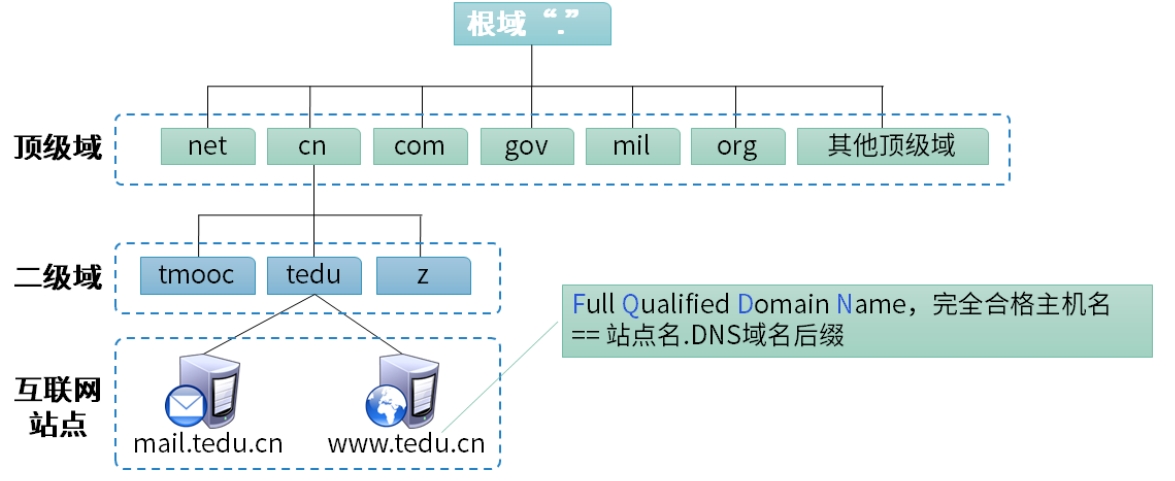 根域“.”
顶级域
net
cn
com
gov
mil
org
其他顶级域
二级域
tmooc
tedu
z
Full Qualified Domain Name，完全合格主机名
== 站点名.DNS域名后缀
互联网
站点
mail.tedu.cn
www.tedu.cn